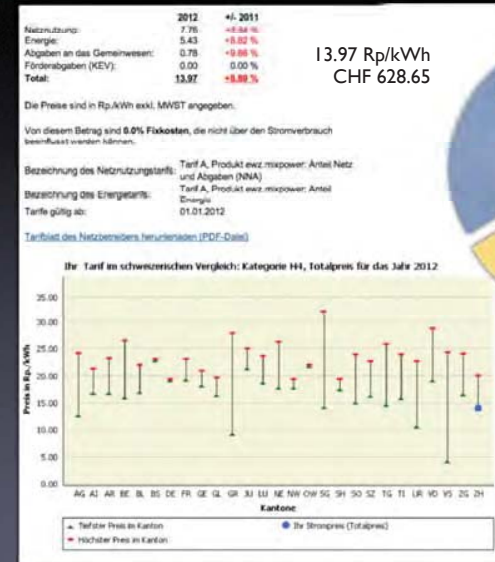 2012 +/- 2011
Netznutzung: 7.76
Energie: 5.43 +8.82 %
Abgaben an das Gemeinwesen: 0.78 +9.86 %
Förderabgaben (KEV): 0.00 0.00 %
Total: 13.97
13.97 Rp/kWh
CHF 628.65
Die Preise sind in Rp./kWh exkl. MWST angegeben.
Von diesem Betrag sind 0.0% Fixkosten, die nicht über den Stromverbrauch
beeinflusst werden können.
Bezeichnung des Netznutzungstarifs: Tarif A, Produkt ewz.mixpower: Anteil Netz
und Abgaben (NNA)
Bezeichnung des Energietarifs: Tarif A, Produkt ewz.mixpower: Anteil
Energie
Tarife gültig ab: 01.01.2012
Tarifblatt des Netzbetreibers herunterladen (PDF-Datei)
Ihr Tarif im schweizerischen Vergleich: Kategorie H4, Totalpreis für das Jahr 2012
Preis in Rp./kWh
35.00
30.00
25.00
20.00
15.00
10.00
5.00
0.00
AG AI AR BE BL BS DE FR GE GL GR JU LU NE NW OW SG SH SO SZ TG TI UR VD VS ZG ZH
Kantone
Tiefster Preis im Kanton
Ihr Strompreis (Totalpreis)
Höchster Preis im Kanton